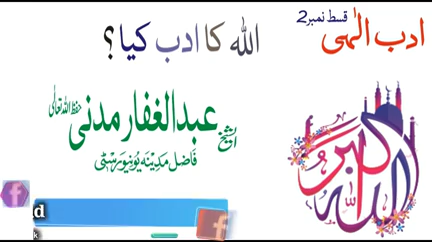 ادب الٰہی
قسط نمبر2
اللہ کا ادب کیا ؟
الشیخ عبدالغفار مدنی حفظہ اللہ تعالی
فاضل مدینہ یونیورسٹی
اللہ اکبر